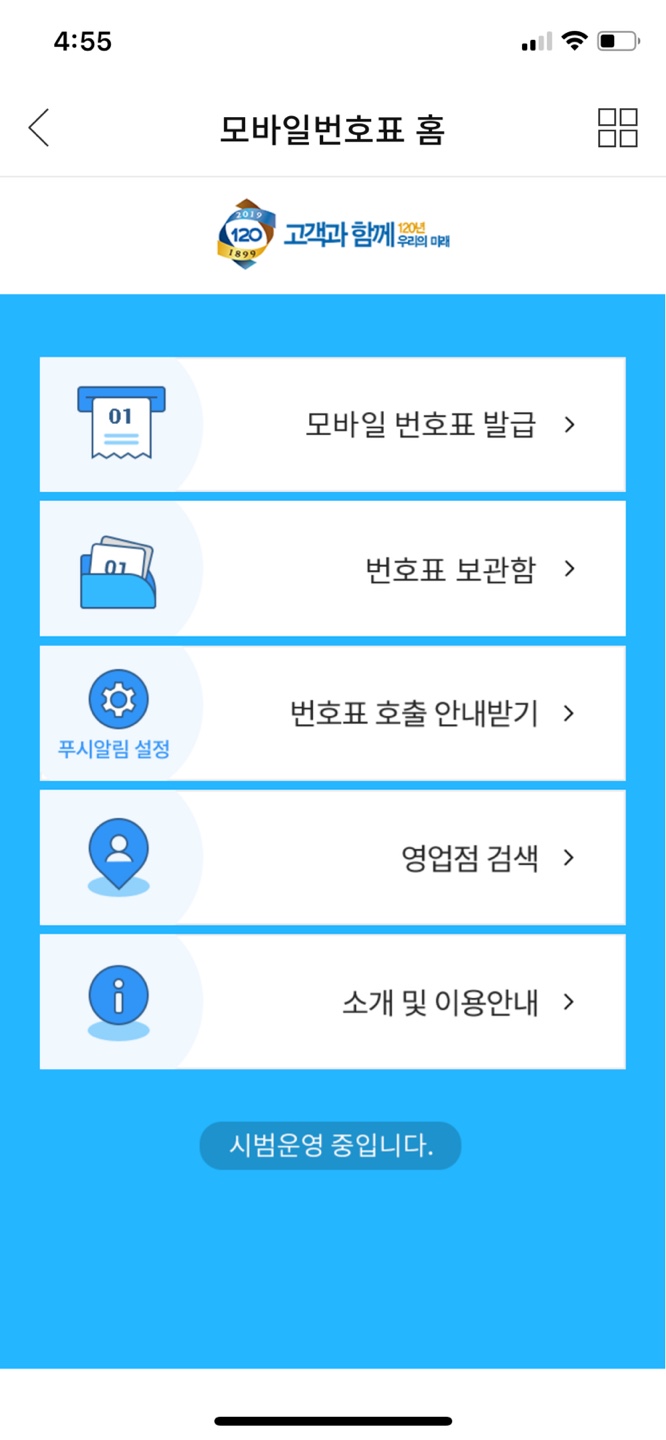 4:55
모바일번호표 홈
2019
120
1899
고객과 함께 120년 우리의 미래
01
모바일 번호표 발급
01
번호표 보관함
푸시알림 설정
번호표 호출 안내받기
영업점 검색
소개 및 이용안내
시범운영 중입니다.